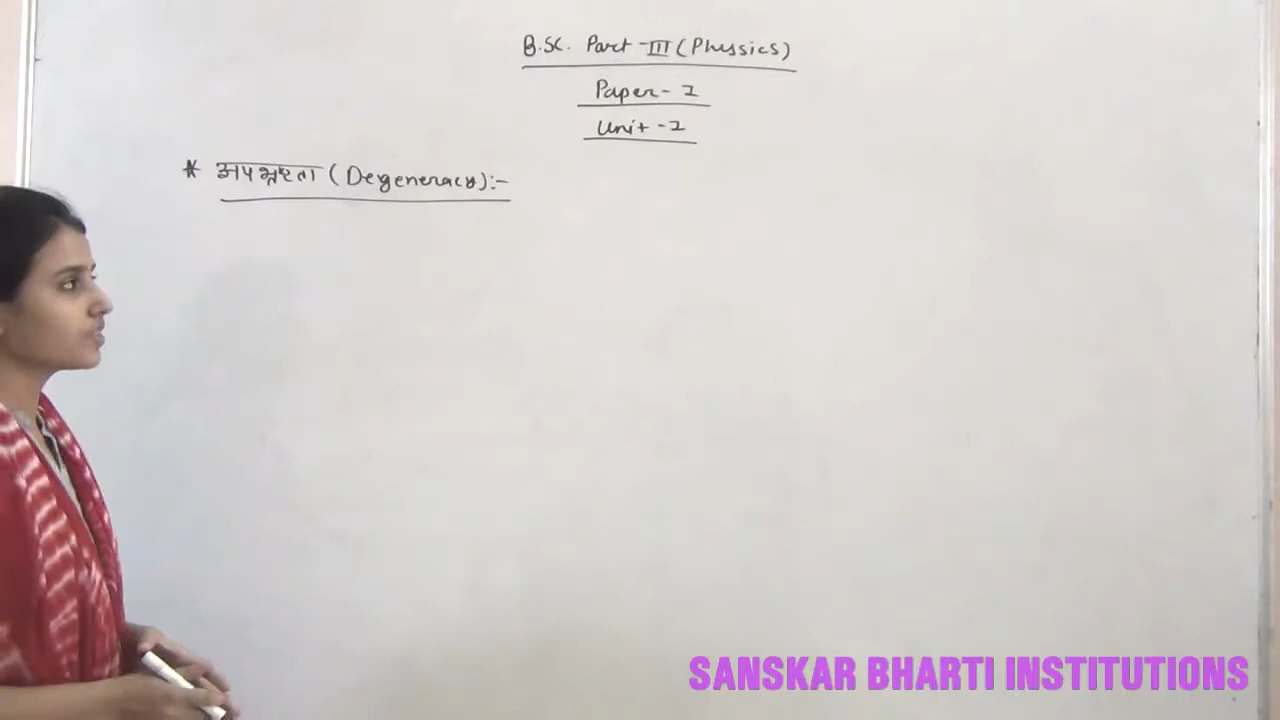 B.SC. Part-III (Physics)
Paper-I
Unit-I
* अपभ्रष्टता (Degeneracy):-
SANSKAR BHARTI INSTITUTIONS